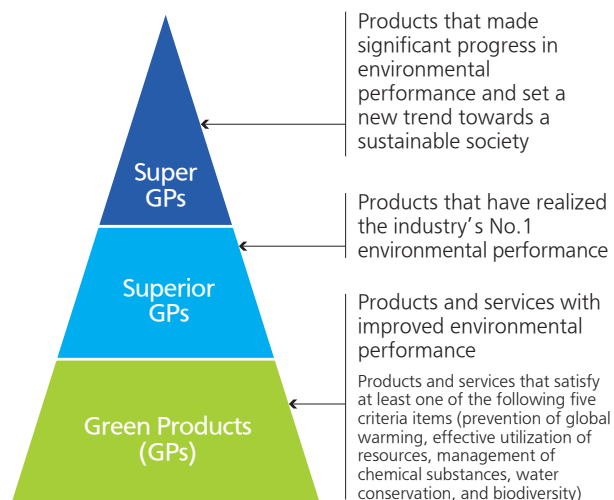 Products that made
significant progress in
environmental
performance and set a
new trend towards a
sustainable society
Super
GPs
Products that have realized
the industry's No.1
environmental performance
Superior
GPs
Products and services with
improved environmental
performance
Products and services that satisfy
at least one of the following five
criteria items (prevention of global
warming, effective utilization of
resources, management of
chemical substances, water
conservation, and biodiversity)
Green Products
(GPs)